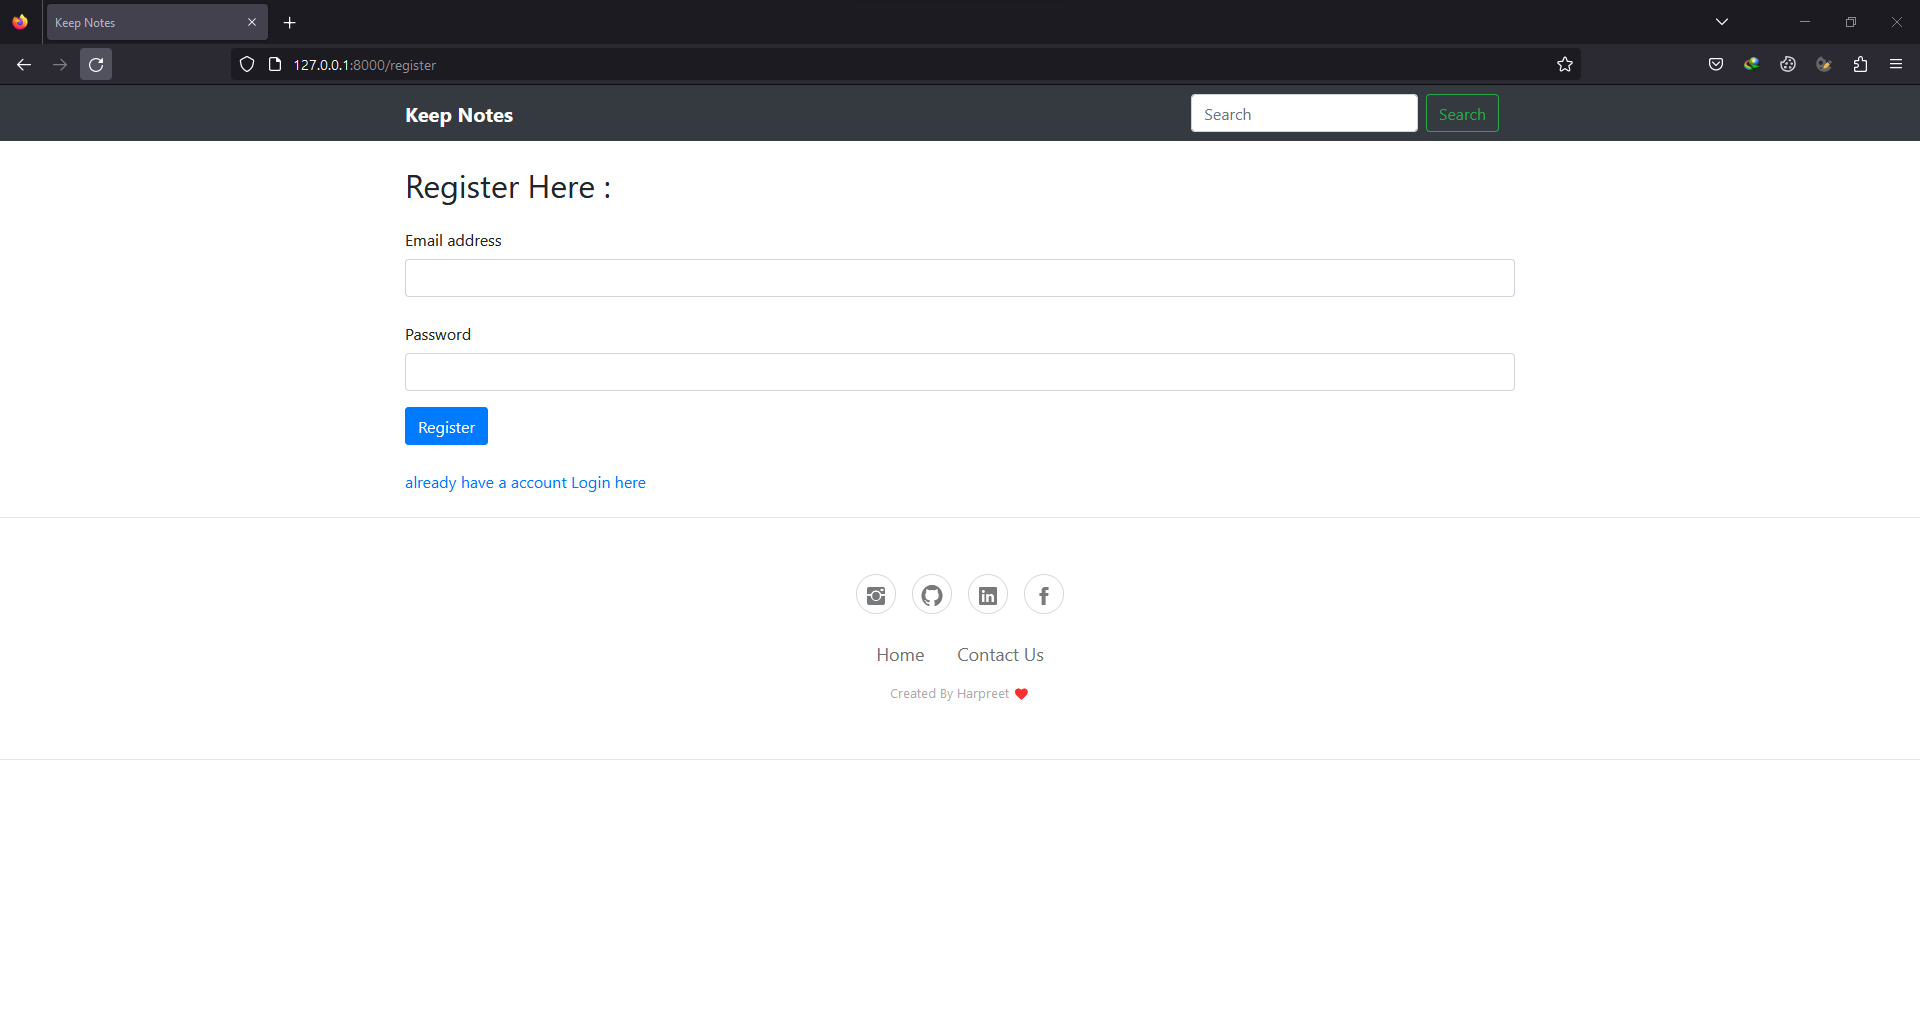 Keep Notes
127.0.0.1:8000/register
Keep Notes
Search
Search
Register Here :
Email address
Password
Register
already have a account Login here
Home
Contact Us
Created By Harpreet ❤